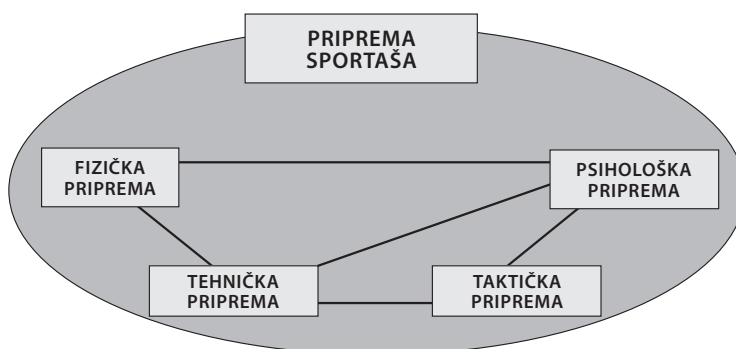 PRIPREMA
SPORTAŠA
FIZIČKA
PRIPREMA
PSIHOLOŠKA
PRIPREMA
TEHNIČKA
PRIPREMA
TAKTIČKA
PRIPREMA